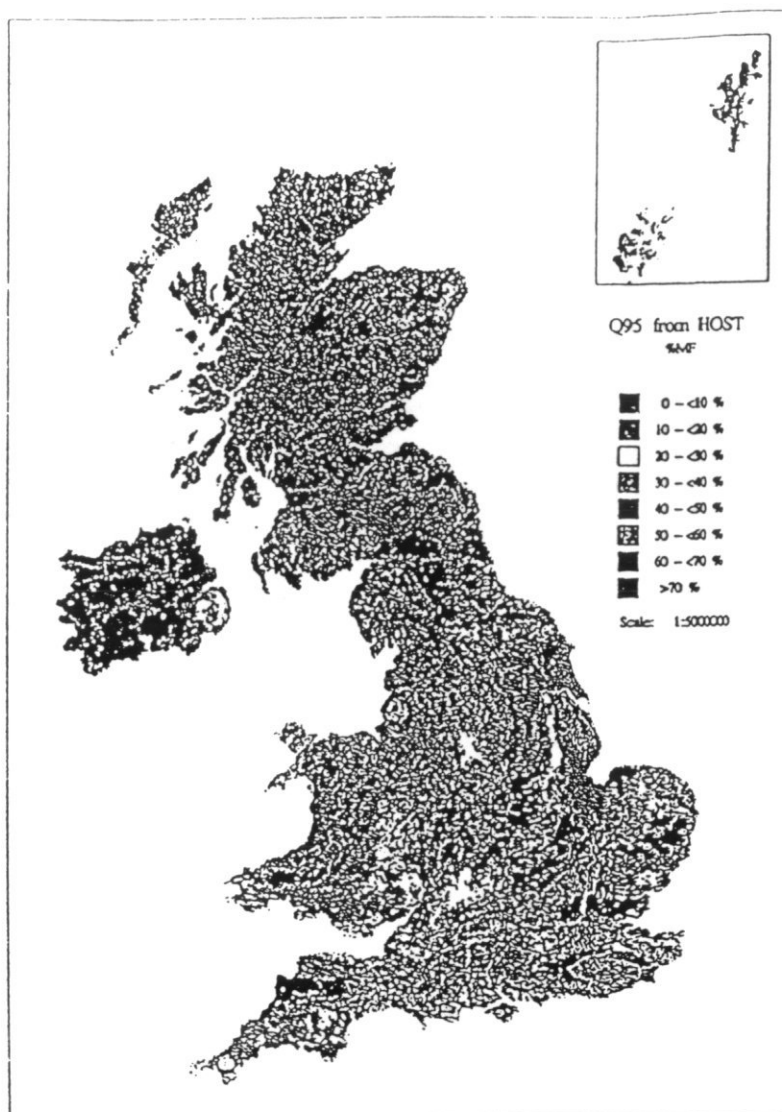 Q95 from HOST
%MF
0 - <10 %
10 - <20 %
20 - <30 %
30 - <40 %
40 - <50 %
50 - <60 %
60 - <70 %
>70 %
Scale: 1:5000000